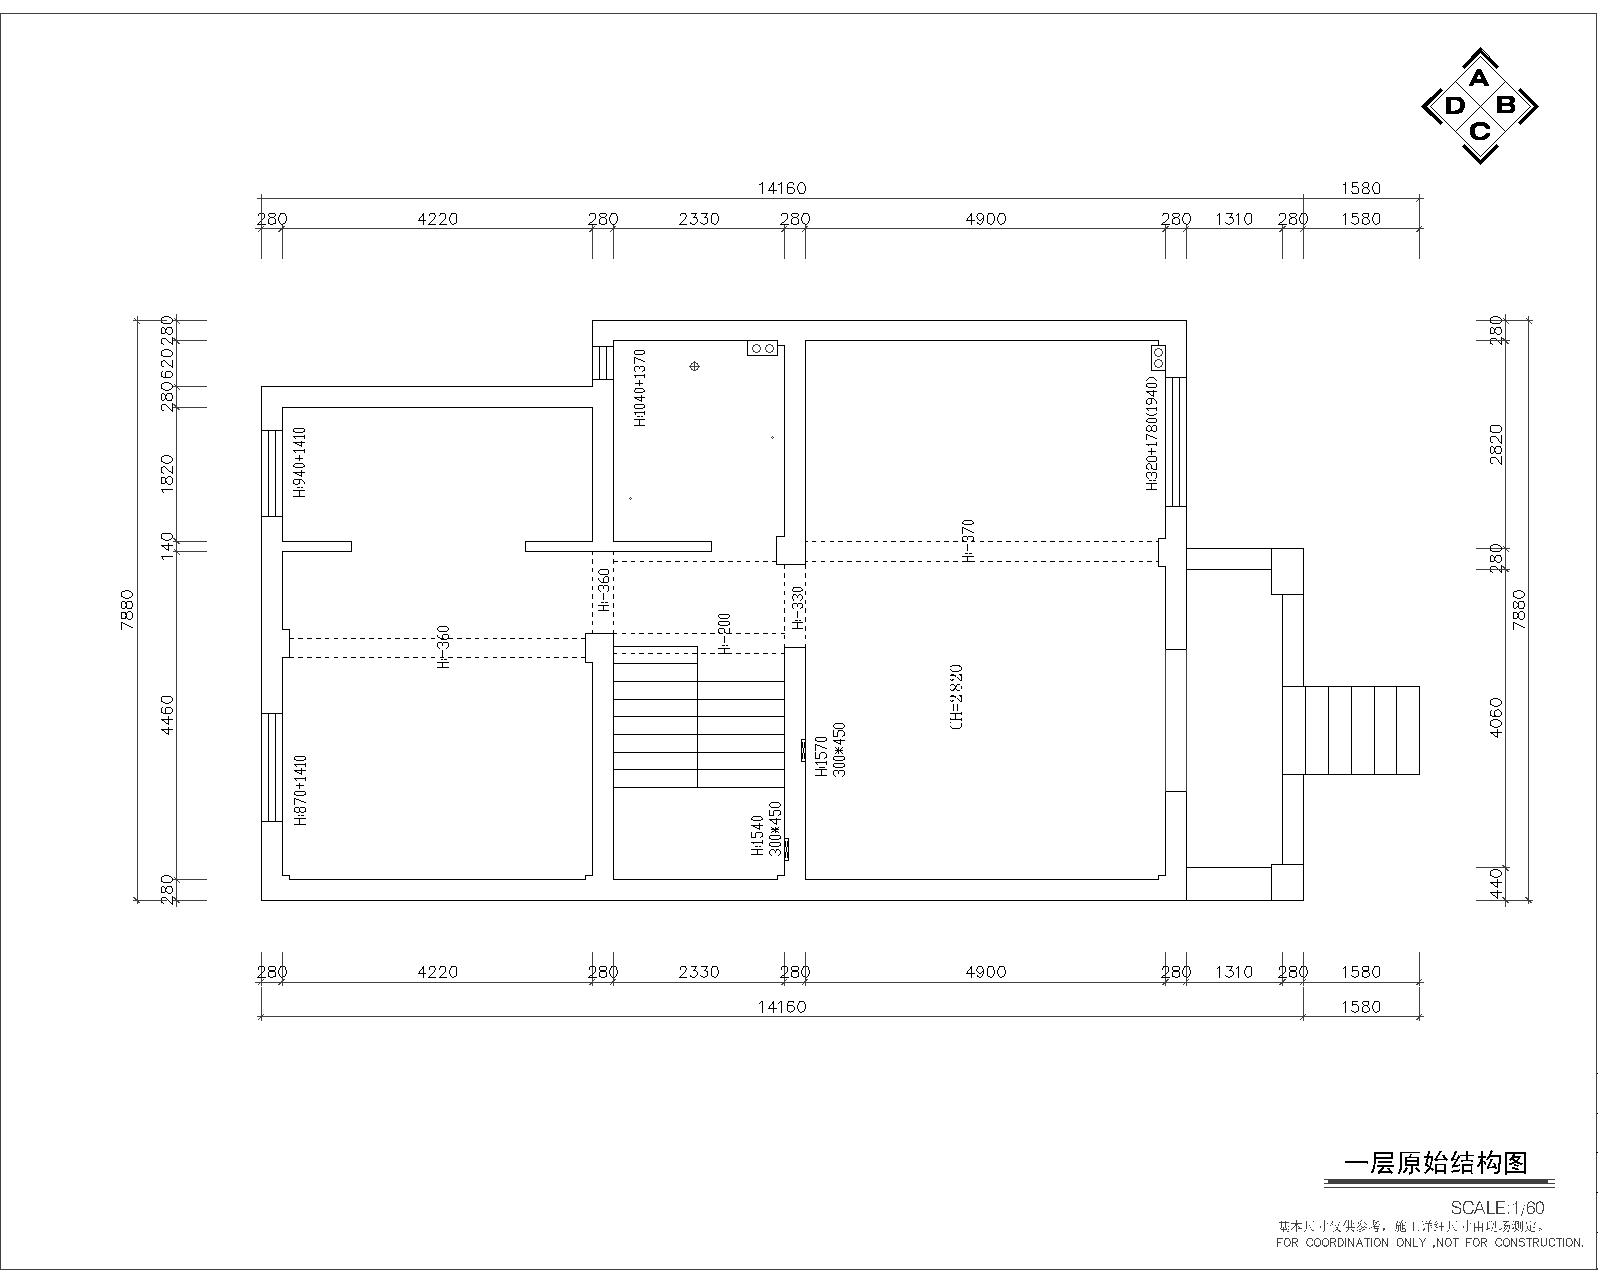 A
D B
C
14160 1580
280 4220 280 2330 280 4900 280 1310 280 1580
280
620
280
1820
140
4460
280
7880
H:940+1410
H:1040+1370
H:320+1780(1940)
H:-370
H:-360
H:-330
H:-200
H:-360
CH=2820
H:870+1410
H:1570
300*450
H:1540
300*450
280
2820
280
4060
440
7880
280 4220 280 2330 280 4900 280 1310 280 1580
14160 1580
一层原始结构图
SCALE:1/60
基本尺寸仅供参考，施工详细尺寸由现场测定。
FOR COORDINATION ONLY ,NOT FOR CONSTRUCTION.